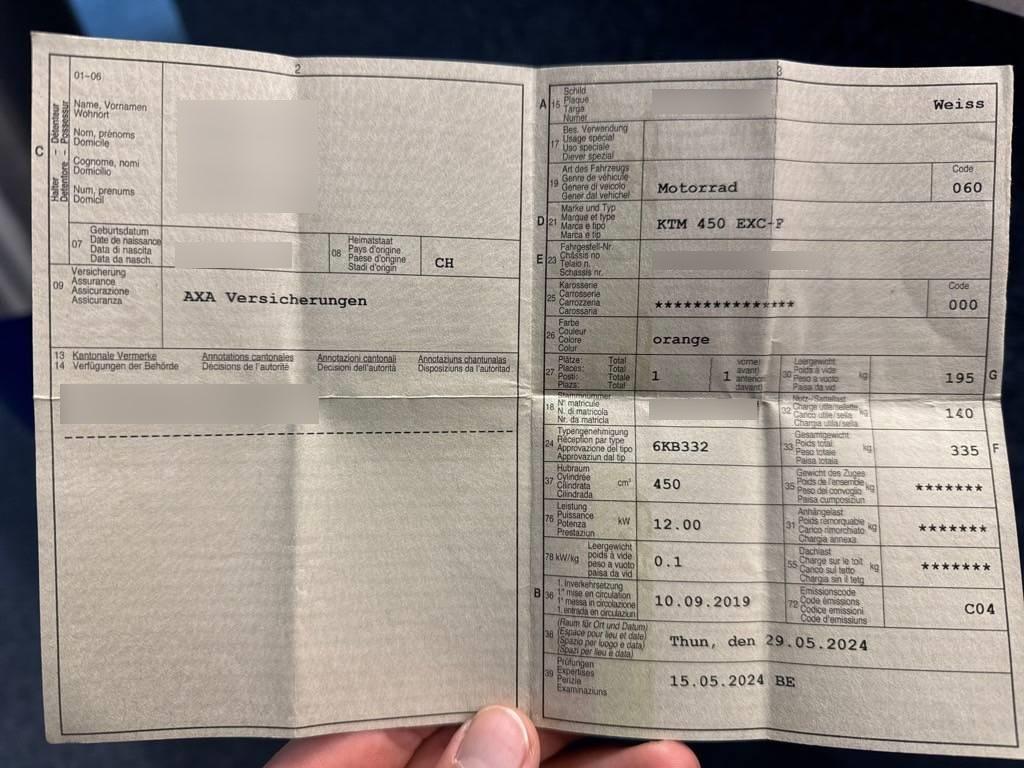 2
01-06
C
Halter - Détenteur
Detentore - Possessur
Name, Vornamen
Wohnort
Nom, prénoms
Domicile
Cognome, nomi
Domicilio
Num, prenums
Domicil
07
Geburtsdatum
Date de naissance
Data di nascita
Data da nasch.
08
Heimatstaat
Pays d'origine
Paese d'origine
Stadi d'origin
CH
09
Versicherung
Assurance
Assicurazione
Assicuranza
AXA Versicherungen
13 Kantonale Vermerke Annotations cantonales Annotazioni cantonali Annotaziuns chantunalas
14 Verfügungen der Behörde Décisions de l'autorité Decisioni dell'autorità Disposiziuns da l'autoritad
3
A 15
Schild
Plaque
Targa
Numer
Weiss
17
Bes. Verwendung
Usage spécial
Uso speciale
Diever spezial
19
Art des Fahrzeugs
Genre de véhicule
Genere di veicolo
Gener dal vehichel
Motorrad
Code
060
D 21
Marke und Typ
Marque et type
Marca e tipo
Marca e tip
KTM 450 EXC-F
E 23
Fahrgestell-Nr.
Châssis no
Telaio n.
Schassis nr.
25
Karosserie
Carrosserie
Carrozzeria
Carossaria
***************
Code
000
26
Farbe
Couleur
Colore
Colur
orange
27
Plätze: Total
Places: Total
Posti: Totale
Plazs: Total
1
1
vorne)
avant)
anteriori)
davant)
30
Leergewicht
Poids à vide
Peso a vuoto
Paisa da vid
kg
195
G
18
Stammnummer
N° matricule
N. di matricola
Nr. da matricla
32
Nutz-/Sattellast
Charge utile/sellette
Carico utile/sella
Chargia utila/sella
kg
140
24
Typengenehmigung
Réception par type
Approvazione del tipo
Approvaziun dal tip
6KB332
33
Gesamtgewicht
Poids total
Peso totale
Paisa totala
kg
335
F
37
Hubraum
Cylindrée
Cilindrata
Cilindrada
cm³
450
35
Gewicht des Zuges
Poids de l'ensemble
Peso del convoglio
Paisa cumposiziun
kg
*******
76
Leistung
Puissance
Potenza
Prestaziun
kW
12.00
31
Anhängelast
Poids remorquable
Carico rimorchiato
Chargia annexa
kg
*******
78 kW/kg
Leergewicht
poids à vide
peso a vuoto
paisa da vid
0.1
55
Dachlast
Charge sur le toit
Carico sul tetto
Chargia sin il tetg
kg
*******
B 36
1. Inverkehrsetzung
1re mise en circulation
1a messa in circolazione
1. entrada en circulaziun
10.09.2019
72
Emissionscode
Code émissions
Codice emissioni
Code d'emissiuns
C04
38
(Raum für Ort und Datum)
(Espace pour lieu et date)
(Spazio per luogo e data)
(Spazi per lieu e data)
Thun, den 29.05.2024
39
Prüfungen
Expertises
Perizie
Examinaziuns
15.05.2024 BE